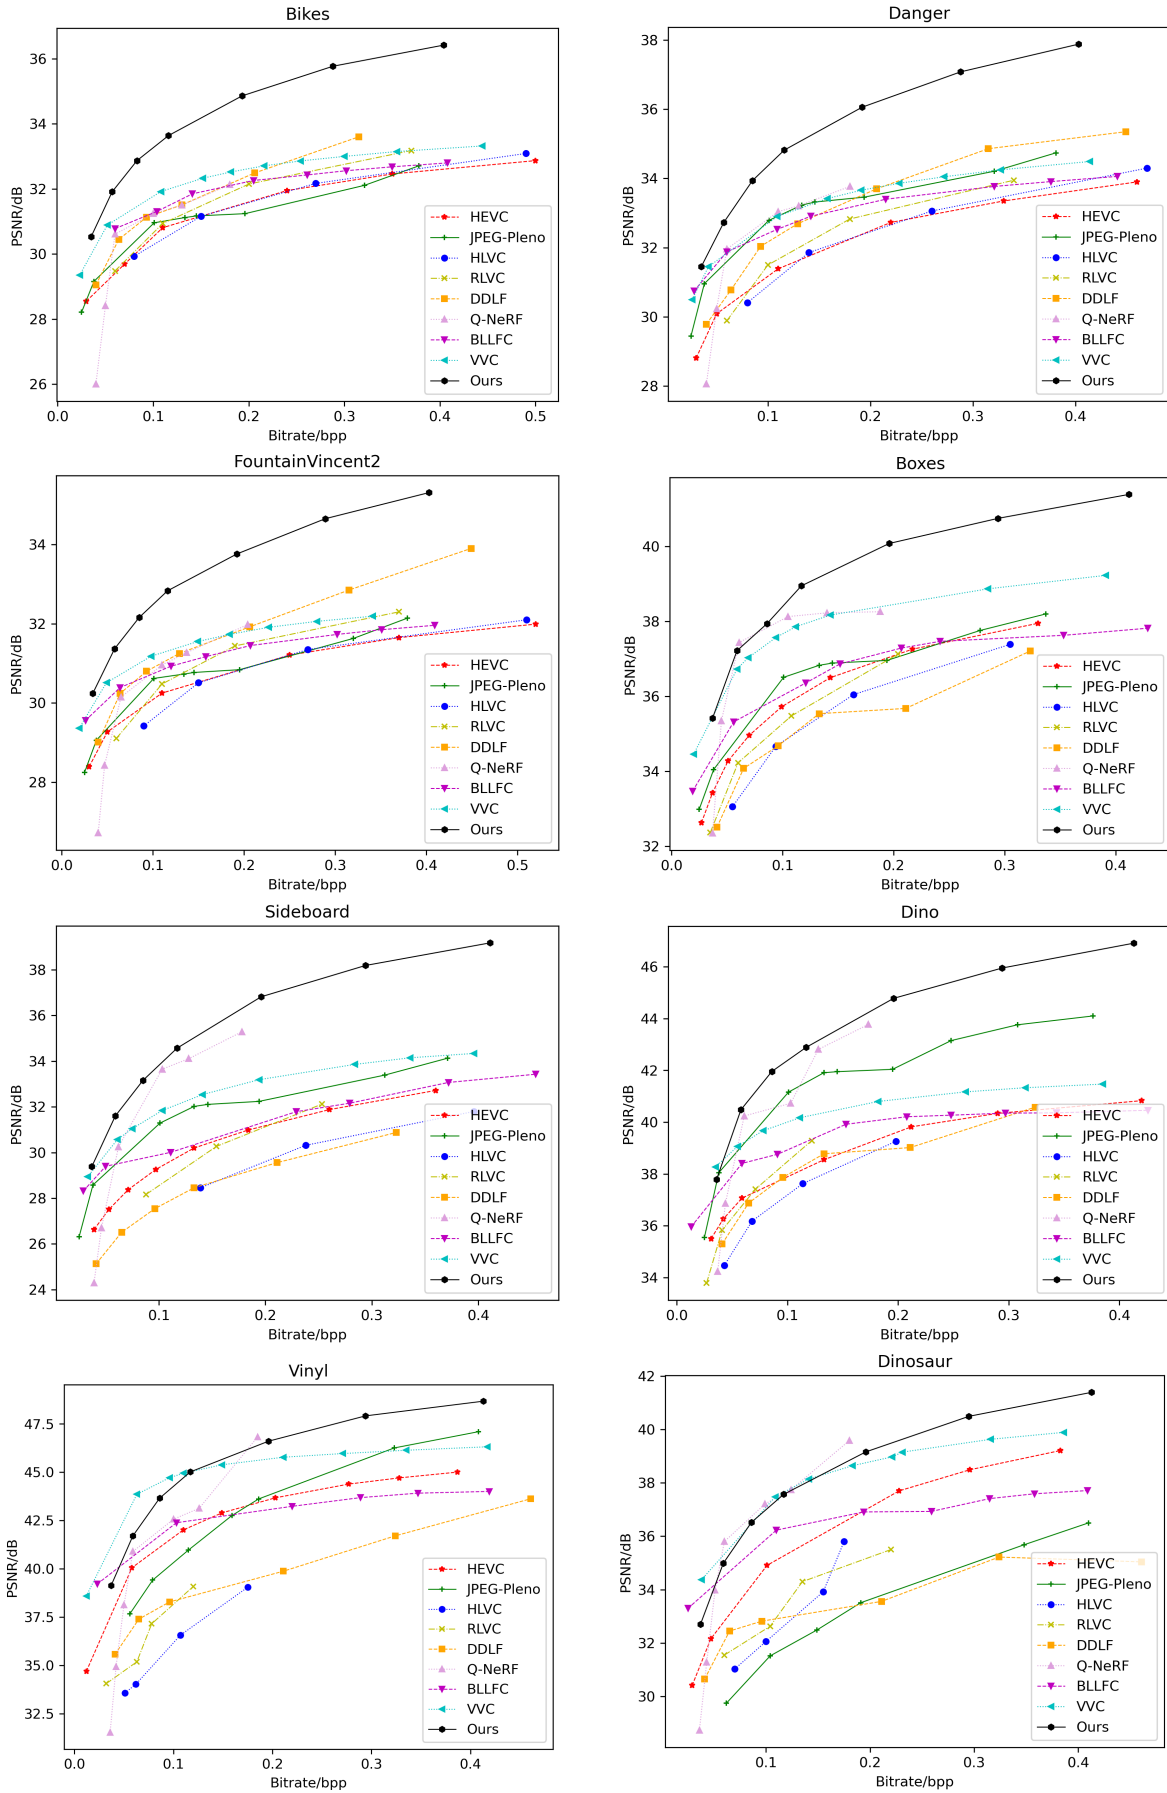 Bikes
PSNR/dB
36
34
32
30
28
26
0.0 0.1 0.2 0.3 0.4 0.5
Bitrate/bpp
HEVC
JPEG-Pleno
HLVC
RLVC
DDLF
Q-NeRF
BLLFC
VVC
Ours
Danger
PSNR/dB
38
36
34
32
30
28
0.1 0.2 0.3 0.4
Bitrate/bpp
HEVC
JPEG-Pleno
HLVC
RLVC
DDLF
Q-NeRF
BLLFC
VVC
Ours
FountainVincent2
PSNR/dB
34
32
30
28
0.0 0.1 0.2 0.3 0.4 0.5
Bitrate/bpp
HEVC
JPEG-Pleno
HLVC
RLVC
DDLF
Q-NeRF
BLLFC
VVC
Ours
Boxes
PSNR/dB
40
38
36
34
32
0.0 0.1 0.2 0.3 0.4
Bitrate/bpp
HEVC
JPEG-Pleno
HLVC
RLVC
DDLF
Q-NeRF
BLLFC
VVC
Ours
Sideboard
PSNR/dB
38
36
34
32
30
28
26
24
0.1 0.2 0.3 0.4
Bitrate/bpp
HEVC
JPEG-Pleno
HLVC
RLVC
DDLF
Q-NeRF
BLLFC
VVC
Ours
Dino
PSNR/dB
46
44
42
40
38
36
34
0.0 0.1 0.2 0.3 0.4
Bitrate/bpp
HEVC
JPEG-Pleno
HLVC
RLVC
DDLF
Q-NeRF
BLLFC
VVC
Ours
Vinyl
PSNR/dB
47.5
45.0
42.5
40.0
37.5
35.0
32.5
0.0 0.1 0.2 0.3 0.4
Bitrate/bpp
HEVC
JPEG-Pleno
HLVC
RLVC
DDLF
Q-NeRF
BLLFC
VVC
Ours
Dinosaur
PSNR/dB
42
40
38
36
34
32
30
0.1 0.2 0.3 0.4
Bitrate/bpp
HEVC
JPEG-Pleno
HLVC
RLVC
DDLF
Q-NeRF
BLLFC
VVC
Ours